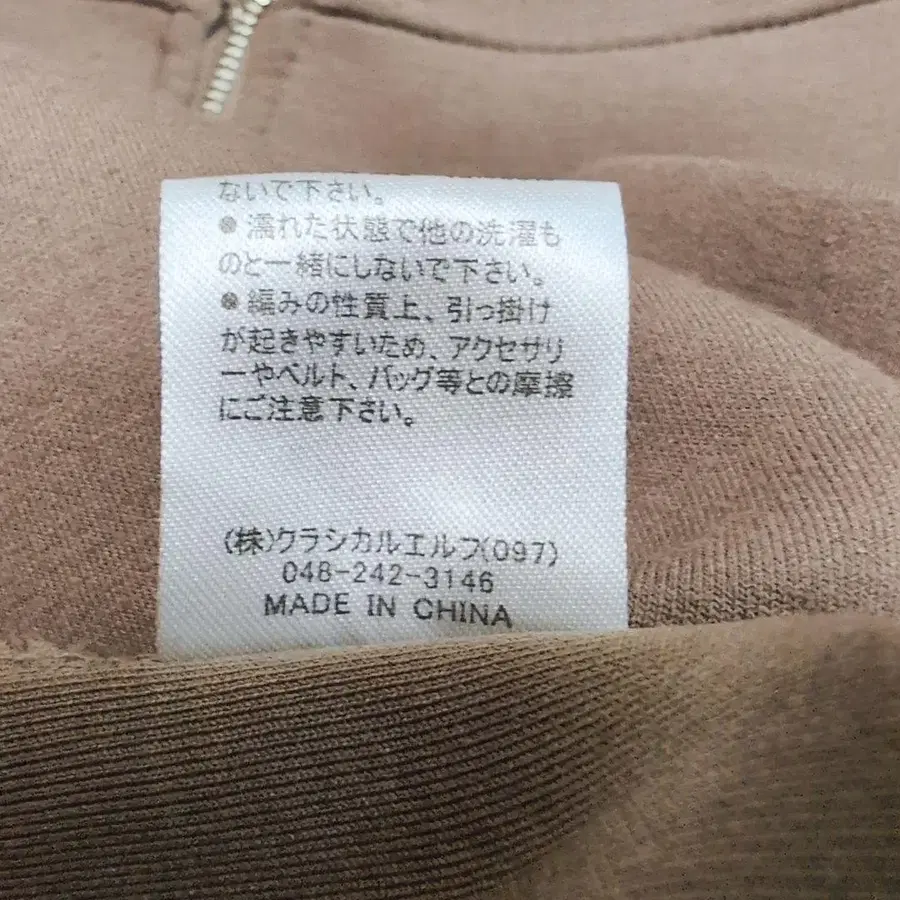 ないで下さい。
● 濡れた状態で他の洗濯も
のと一緒にしないで下さい。
● 編みの性質上、引っ掛け
が起きやすいため、アクセサリ
ーやベルト、バッグ等との摩擦
にご注意下さい。
(株)クラシカルエルフ(097)
048-242-3146
MADE IN CHINA